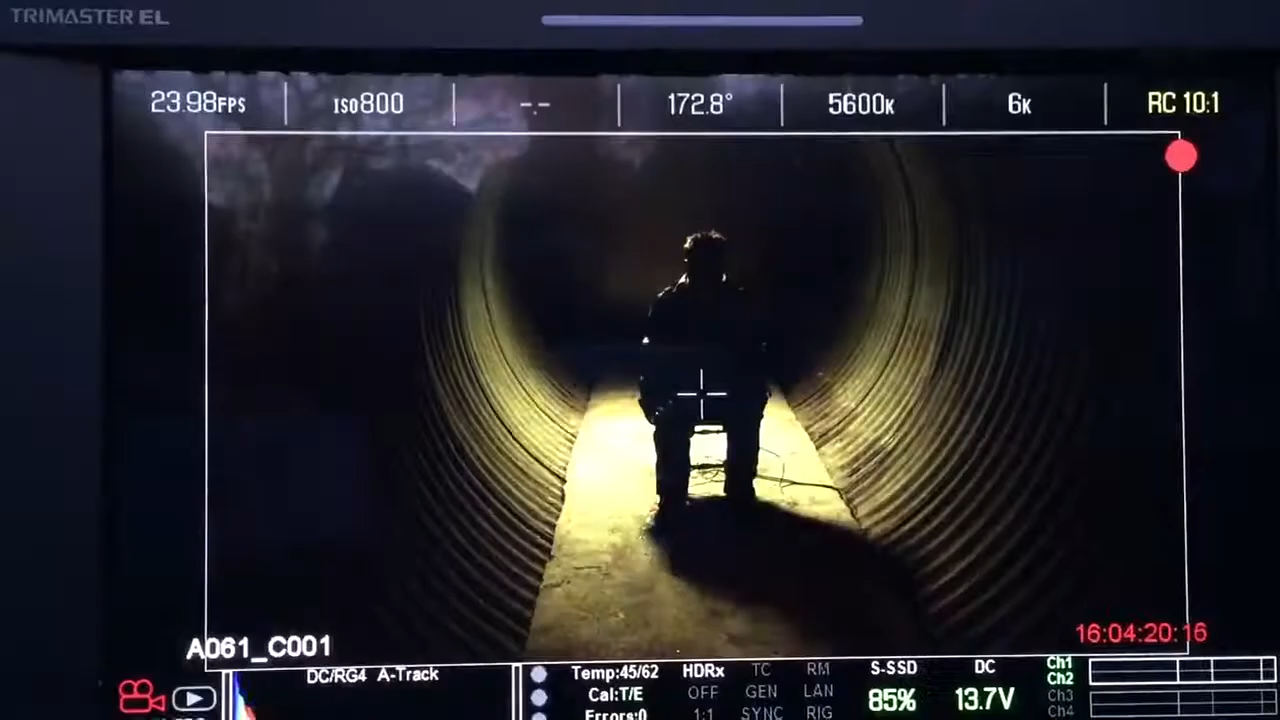 TRIMASTER EL
23.98FPS ISO800 -.- 172.8° 5600K 6K RC 10:1
A061_C001
16:04:20:16
DC/RG4 A-Track
Temp:45/62 HDRx TC RM S-SSD DC Ch1
Cal:T/E OFF GEN LAN 85% 13.7V Ch2
Errors:0 1:1 SYNC RIG Ch3
Ch4